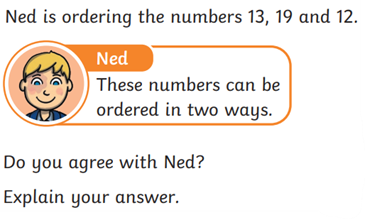 Ned is ordering the numbers 13, 19 and 12.
Ned
These numbers can be
ordered in two ways.
Do you agree with Ned?
Explain your answer.